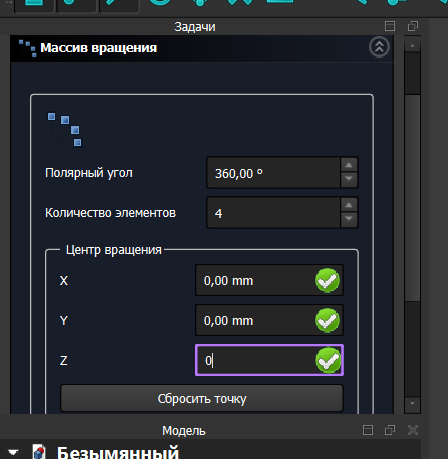 Задачи
Массив вращения
Полярный угол 360,00 º
Количество элементов 4
Центр вращения
X 0,00 mm
Y 0,00 mm
Z 0
Сбросить точку
Модель
Безымянный